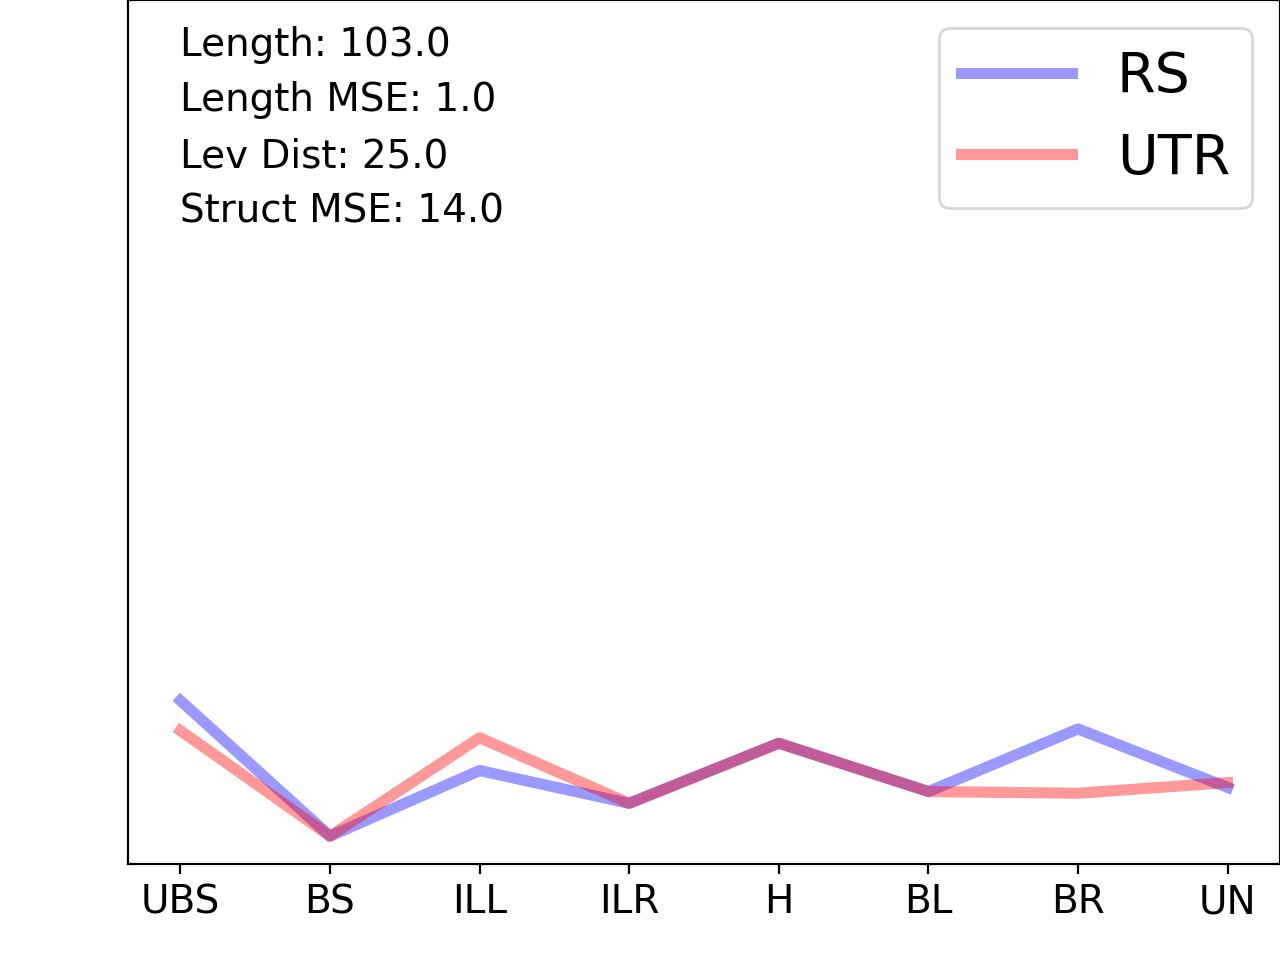 Length: 103.0
Length MSE: 1.0
Lev Dist: 25.0
Struct MSE: 14.0
RS
UTR
UBS BS ILL ILR H BL BR UN